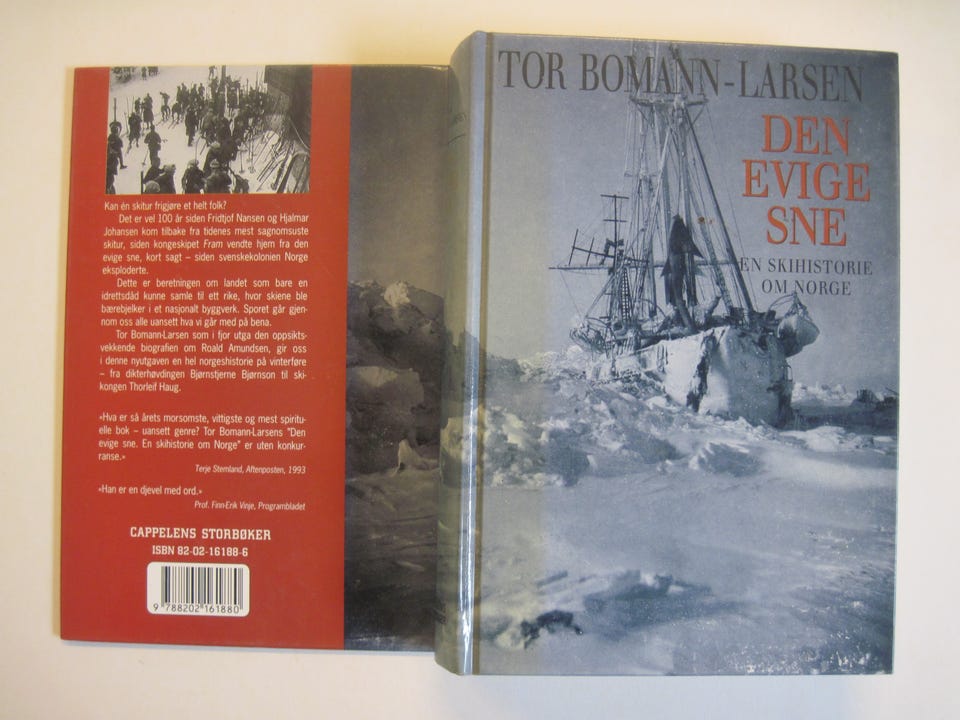 Kan én skitur frigjøre et helt folk?
Det er vel 100 år siden Fridtjof Nansen og Hjalmar
Johansen kom tilbake fra tidenes mest sagnomsuste
skitur, siden kongeskipet Fram vendte hjem fra den
evige sne, kort sagt – siden svenskekolonien Norge
eksploderte.
Dette er beretningen om landet som bare en
idrettsdåd kunne samle til ett rike, hvor skiene ble
bærebjelker i et nasjonalt byggverk. Sporet går gjen-
nom oss alle uansett hva vi går med på bena.
Tor Bomann-Larsen som i fjor utga den oppsikts-
vekkende biografien om Roald Amundsen, gir oss
i denne nyutgaven en hel norgeshistorie på vinterføre
– fra dikterhøvdingen Bjørnstjerne Bjørnson til ski-
kongen Thorleif Haug.
«Hva er så årets morsomste, vittigste og mest spiritu-
elle bok – uansett genre? Tor Bomann-Larsens "Den
evige sne. En skihistorie om Norge" er uten konkur-
ranse.»
Terje Stemland, Aftenposten, 1993
«Han er en djevel med ord.»
Prof. Finn-Erik Vinje, Programbladet
CAPPELENS STORBØKER
ISBN 82-02-16188-6
9 788202 161880
TOR BOMANN-LARSEN
DEN
EVIGE
SNE
EN SKIHISTORIE
OM NORGE